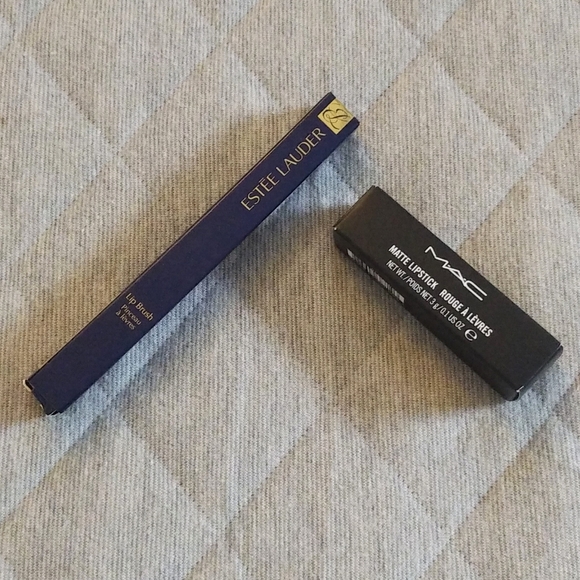 ESTĒE LAUDER
Lip Brush
Pinceau
à lèvres
MAC
MATTE LIPSTICK ROUGE À LÈVRES
NET WT./POIDS NET 3 g/0.1 US OZ ℮